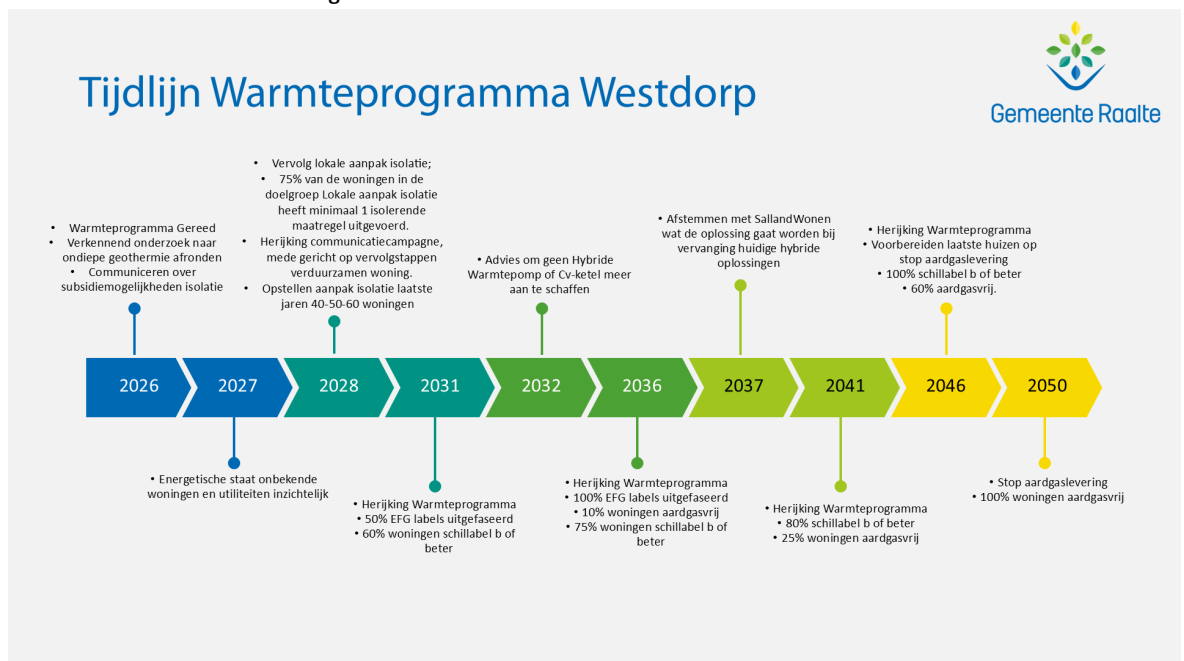 Tijdlijn Warmteprogramma Westdorp
Gemeente Raalte
• Warmteprogramma Gereed
• Verkennend onderzoek naar
ondiepe geothermie afronden
• Communiceren over
subsidiemogelijkheden isolatie
• Vervolg lokale aanpak isolatie;
• 75% van de woningen in de
doelgroep Lokale aanpak isolatie
heeft minimaal 1 isolerende
maatregel uitgevoerd.
• Herijking communicatiecampagne,
mede gericht op vervolgstappen
verduurzamen woning.
• Opstellen aanpak isolatie laatste
jaren 40-50-60 woningen
• Advies om geen Hybride
Warmtepomp of Cv-ketel meer
aan te schaffen
• Afstemmen met SallandWonen
wat de oplossing gaat worden bij
vervanging huidige hybride
oplossingen
• Herijking Warmteprogramma
• Voorbereiden laatste huizen op
stop aardgaslevering
• 100% schillabel b of beter
• 60% aardgasvrij.
2026 2027 2028 2031 2032 2036 2037 2041 2046 2050
• Energetische staat onbekende
woningen en utiliteiten inzichtelijk
• Herijking Warmteprogramma
• 50% EFG labels uitgefaseerd
• 60% woningen schillabel b of
beter
• Herijking Warmteprogramma
• 100% EFG labels uitgefaseerd
• 10% woningen aardgasvrij
• 75% woningen schillabel b of
beter
• Herijking Warmteprogramma
• 80% schillabel b of beter
• 25% woningen aardgasvrij
• Stop aardgaslevering
• 100% woningen aardgasvrij